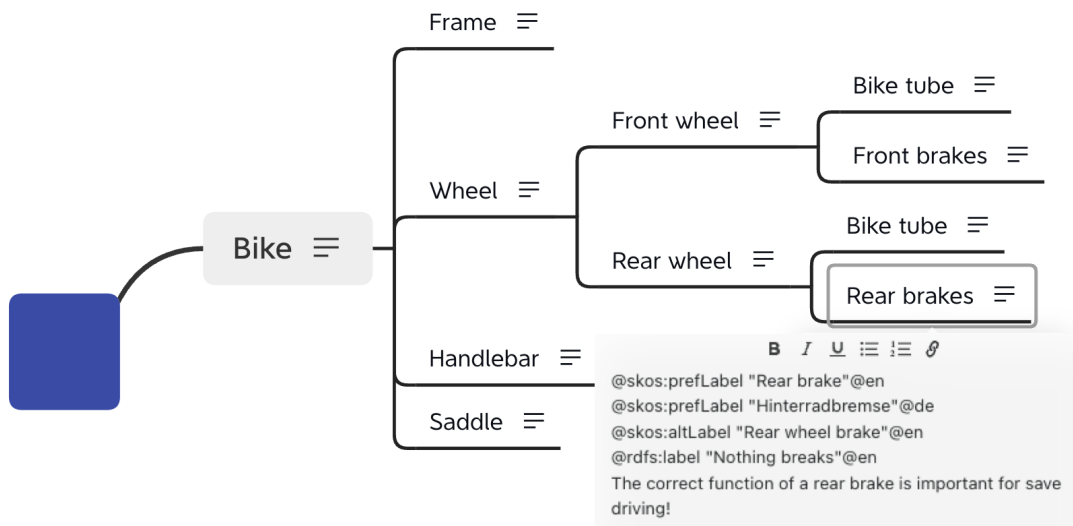 Frame
Bike tube
Front wheel
Front brakes
Wheel
Bike tube
Bike
Rear wheel
Rear brakes
Handlebar
B I U
@skos:prefLabel "Rear brake"@en
@skos:prefLabel "Hinterradbremse"@de
Saddle
@skos:altLabel "Rear wheel brake"@en
@rdfs:label "Nothing breaks"@en
The correct function of a rear brake is important for save
driving!